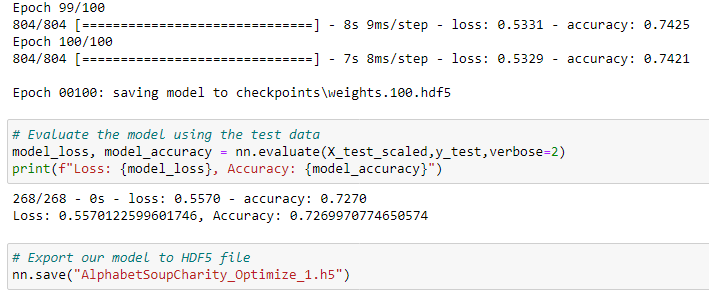 Epoch 99/100
804/804 [==============================] - 8s 9ms/step - loss: 0.5331 - accuracy: 0.7425
Epoch 100/100
804/804 [==============================] - 7s 8ms/step - loss: 0.5329 - accuracy: 0.7421
Epoch 00100: saving model to checkpoints\weights.100.hdf5
# Evaluate the model using the test data
model_loss, model_accuracy = nn.evaluate(X_test_scaled,y_test,verbose=2)
print(f"Loss: {model_loss}, Accuracy: {model_accuracy}")
268/268 - 0s - loss: 0.5570 - accuracy: 0.7270
Loss: 0.5570122599601746, Accuracy: 0.7269970774650574
# Export our model to HDF5 file
nn.save("AlphabetSoupCharity_Optimize_1.h5")